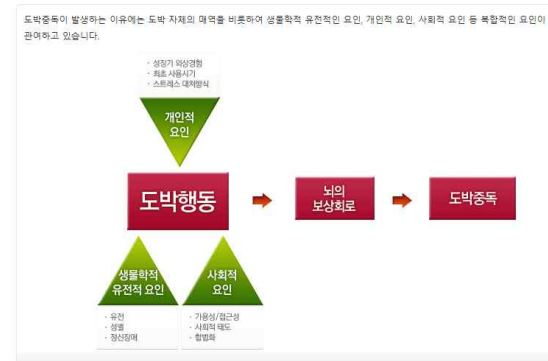 도박중독이 발생하는 이유에는 도박 자체의 매력을 비롯하여 생물학적 유전적인 요인, 개인적 요인, 사회적 요인 등 복합적인 요인이
관여하고 있습니다.
· 성장기 외상경험
· 최초 사용시기
· 스트레스 대처방식
개인적
요인
도박행동
뇌의
보상회로
도박중독
생물학적
유전적 요인
사회적
요인
· 유전
· 성별
· 정신장애
· 가용성/접근성
· 사회적 태도
· 합법화